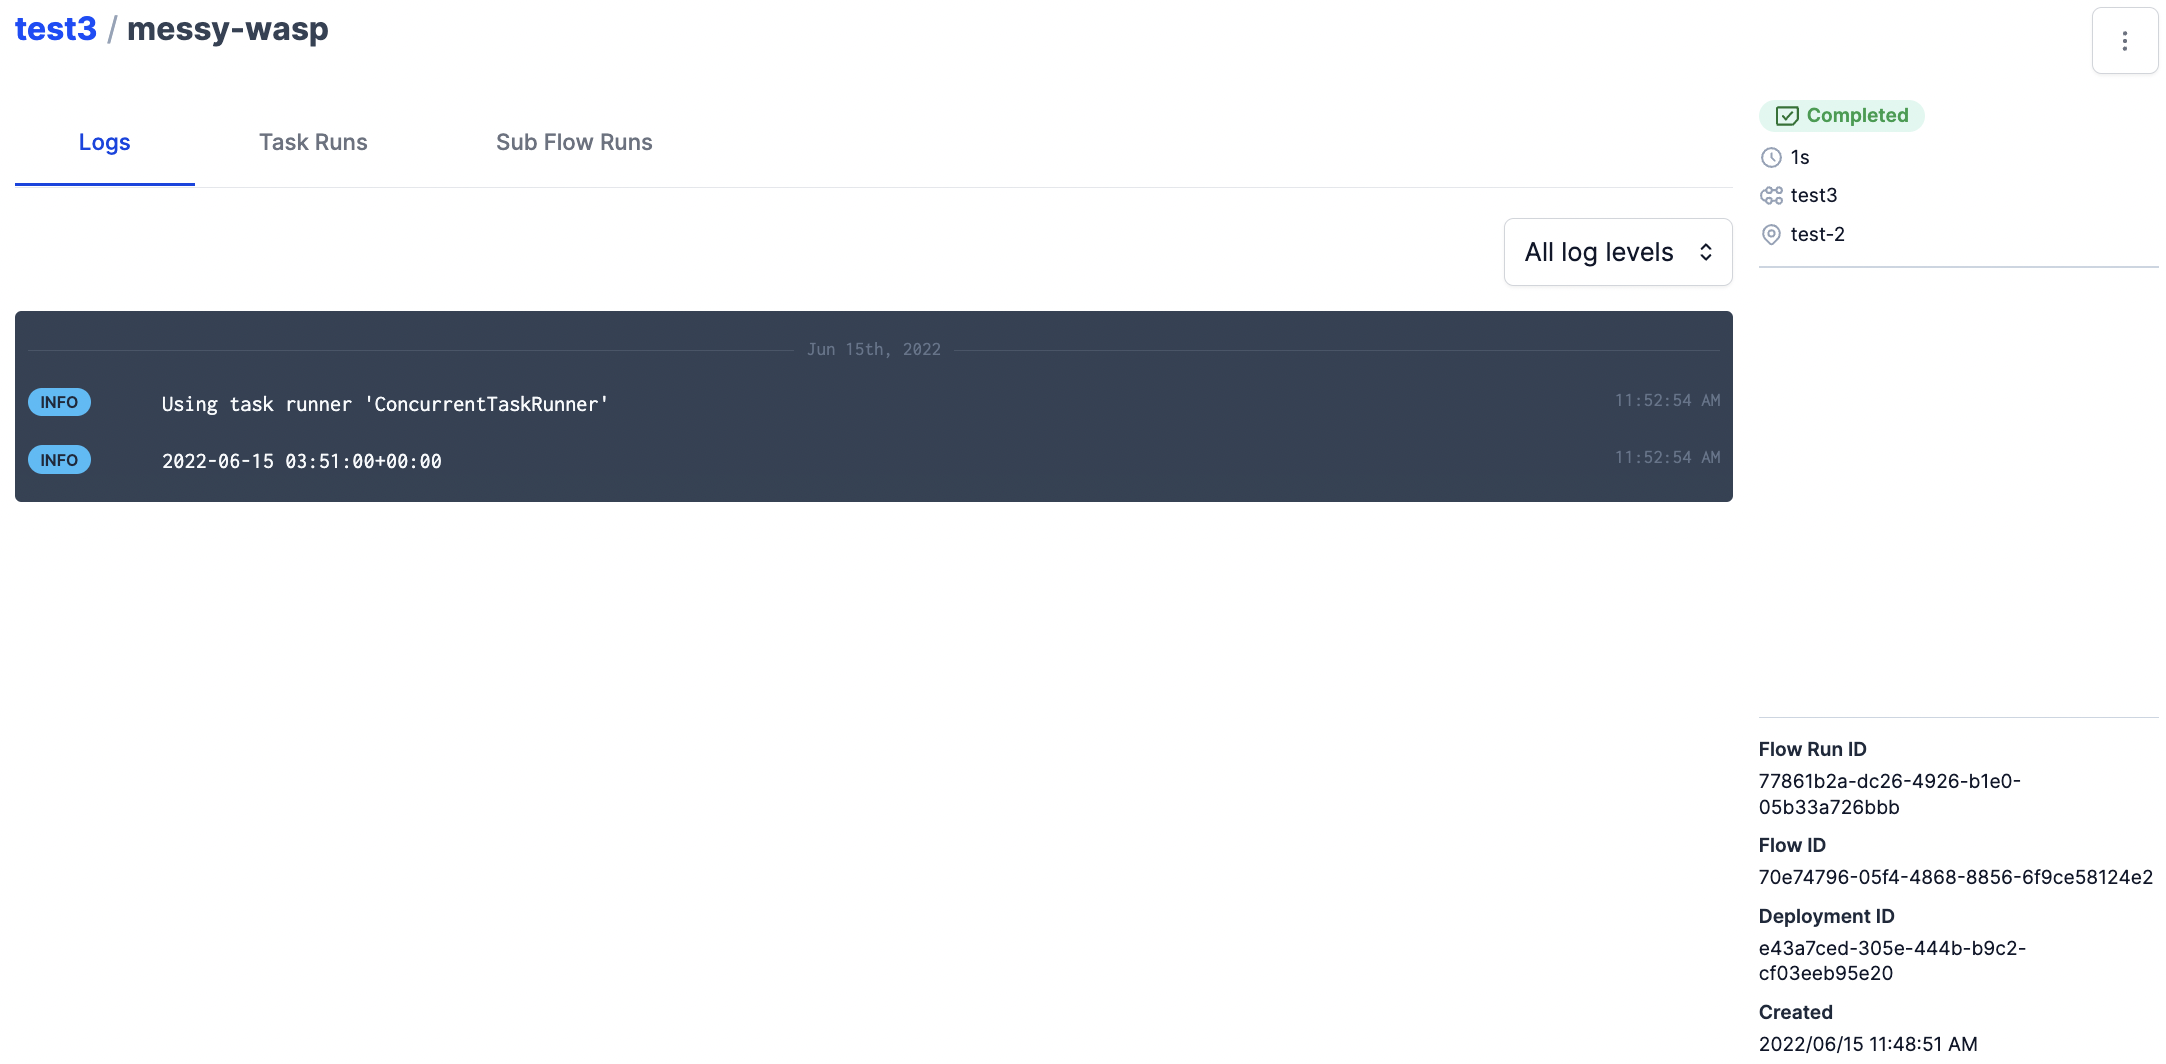 test3 / messy-wasp
Logs
Task Runs
Sub Flow Runs
All log levels
Jun 15th, 2022
INFO Using task runner 'ConcurrentTaskRunner' 11:52:54 AM
INFO 2022-06-15 03:51:00+00:00 11:52:54 AM
Completed
1s
test3
test-2
Flow Run ID
77861b2a-dc26-4926-b1e0-
05b33a726bbb
Flow ID
70e74796-05f4-4868-8856-6f9ce58124e2
Deployment ID
e43a7ced-305e-444b-b9c2-
cf03eeb95e20
Created
2022/06/15 11:48:51 AM